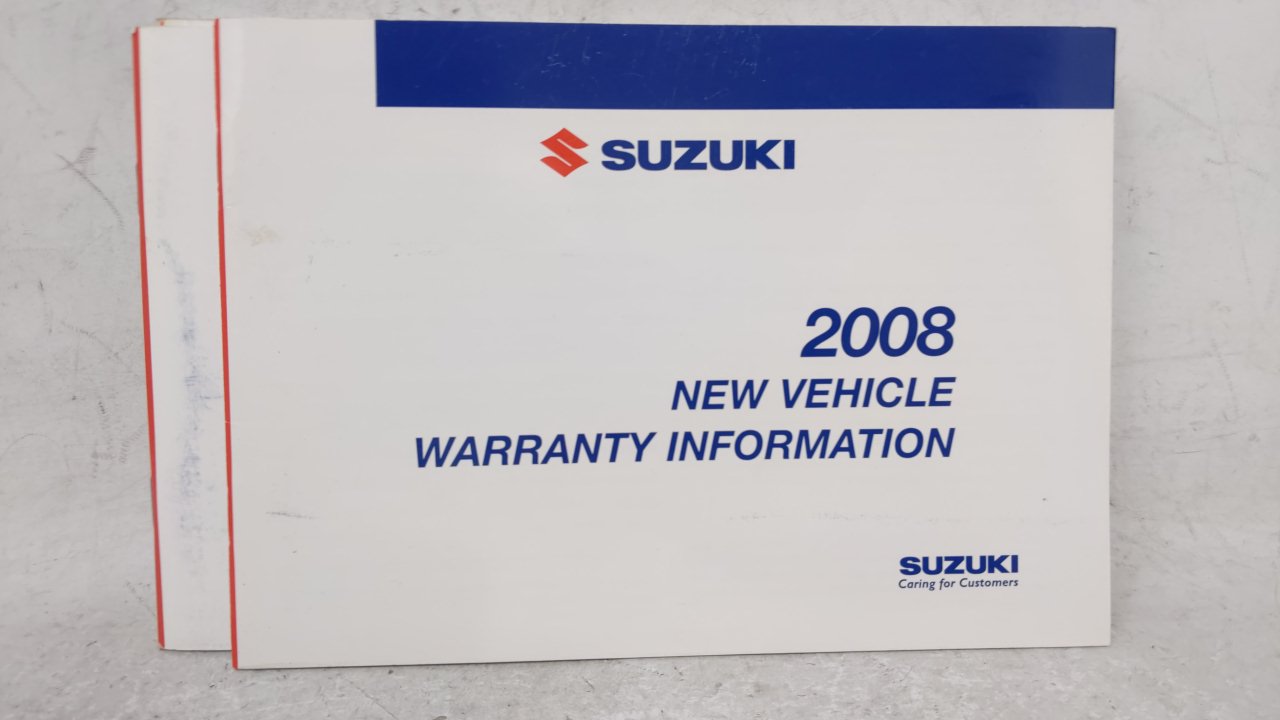 SUZUKI
2008
NEW VEHICLE
WARRANTY INFORMATION
SUZUKI
Caring for Customers